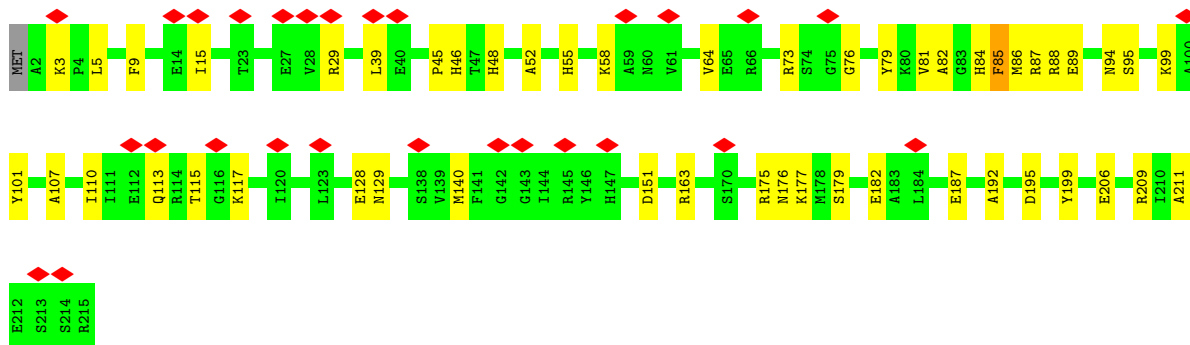 MET A2 K3 P4 L5 F9 E14 I15 T23 E27 V28 R29 L39 E40 P45 H46 T47 H48 A52 H55 K58 A59 N60 V61 V64 E65 R66 R73 S74 G75 G76 Y79 K80 V81 A82 G83 H84 F85 M86 R87 R88 E89 N94 S95 K99 A100
Y101 A107 I110 I111 E112 Q113 R114 T115 G116 K117 I120 L123 E128 N129 S138 V139 M140 F141 G142 G143 I144 R145 Y146 H147 D151 R163 S170 R175 N176 K177 M178 S179 E182 A183 L184 E187 A192 D195 Y199 E206 R209 I210 A211
E212 S213 S214 R215